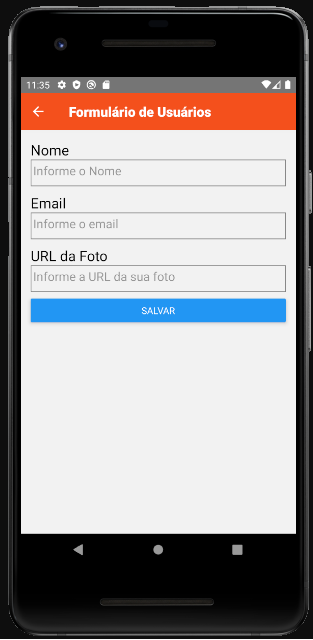 11:35
Formulário de Usuários
Nome
Informe o Nome
Email
Informe o email
URL da Foto
Informe a URL da sua foto
SALVAR